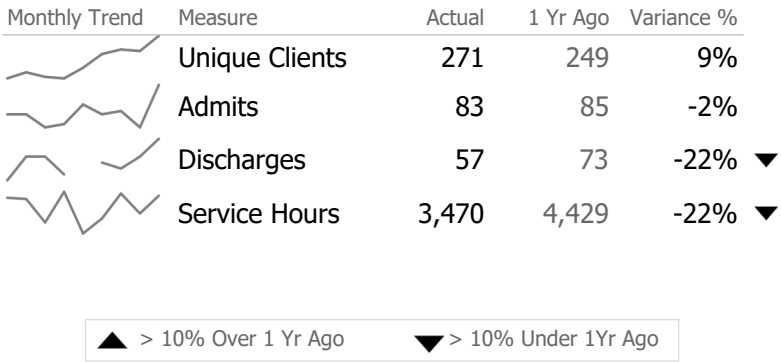 Monthly Trend Measure Actual 1 Yr Ago Variance %
Unique Clients 271 249 9%
Admits 83 85 -2%
Discharges 57 73 -22% ▼
Service Hours 3,470 4,429 -22% ▼
▲ > 10% Over 1 Yr Ago ▼ > 10% Under 1Yr Ago